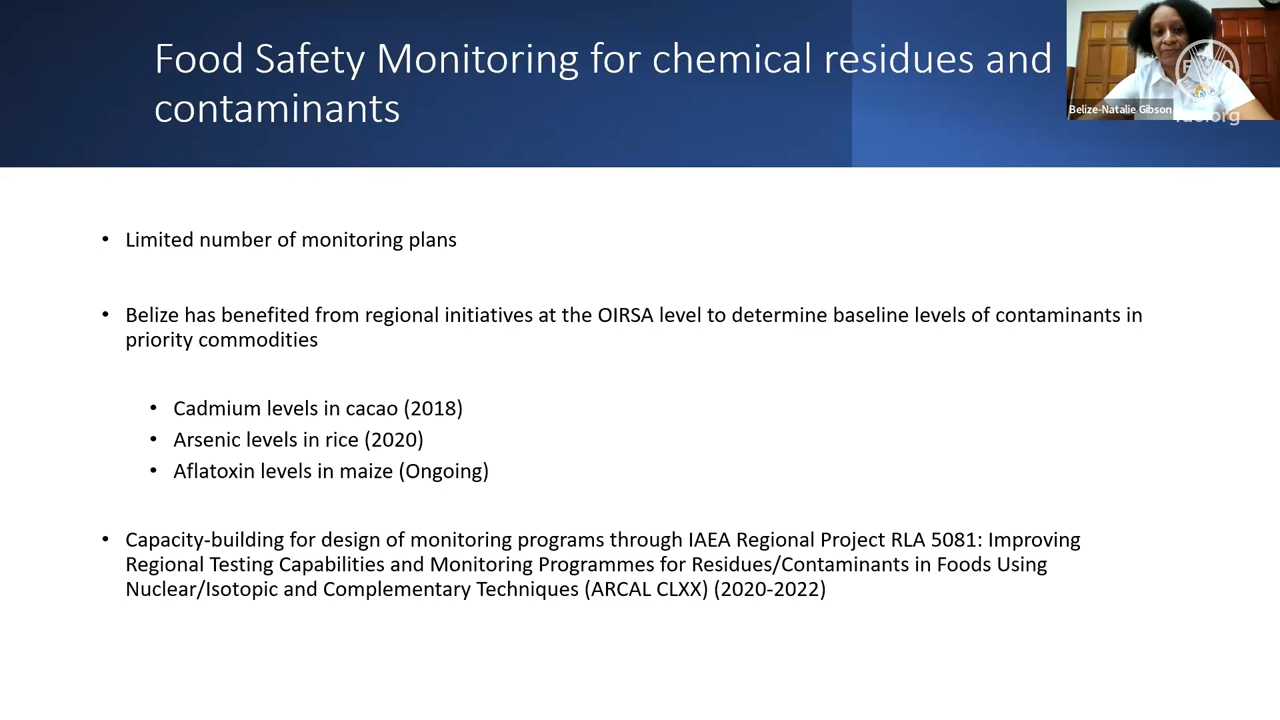 Food Safety Monitoring for chemical residues and
contaminants
Belize-Natalie Gibson
• Limited number of monitoring plans
• Belize has benefited from regional initiatives at the OIRSA level to determine baseline levels of contaminants in
priority commodities
• Cadmium levels in cacao (2018)
• Arsenic levels in rice (2020)
• Aflatoxin levels in maize (Ongoing)
• Capacity-building for design of monitoring programs through IAEA Regional Project RLA 5081: Improving
Regional Testing Capabilities and Monitoring Programmes for Residues/Contaminants in Foods Using
Nuclear/Isotopic and Complementary Techniques (ARCAL CLXX) (2020-2022)